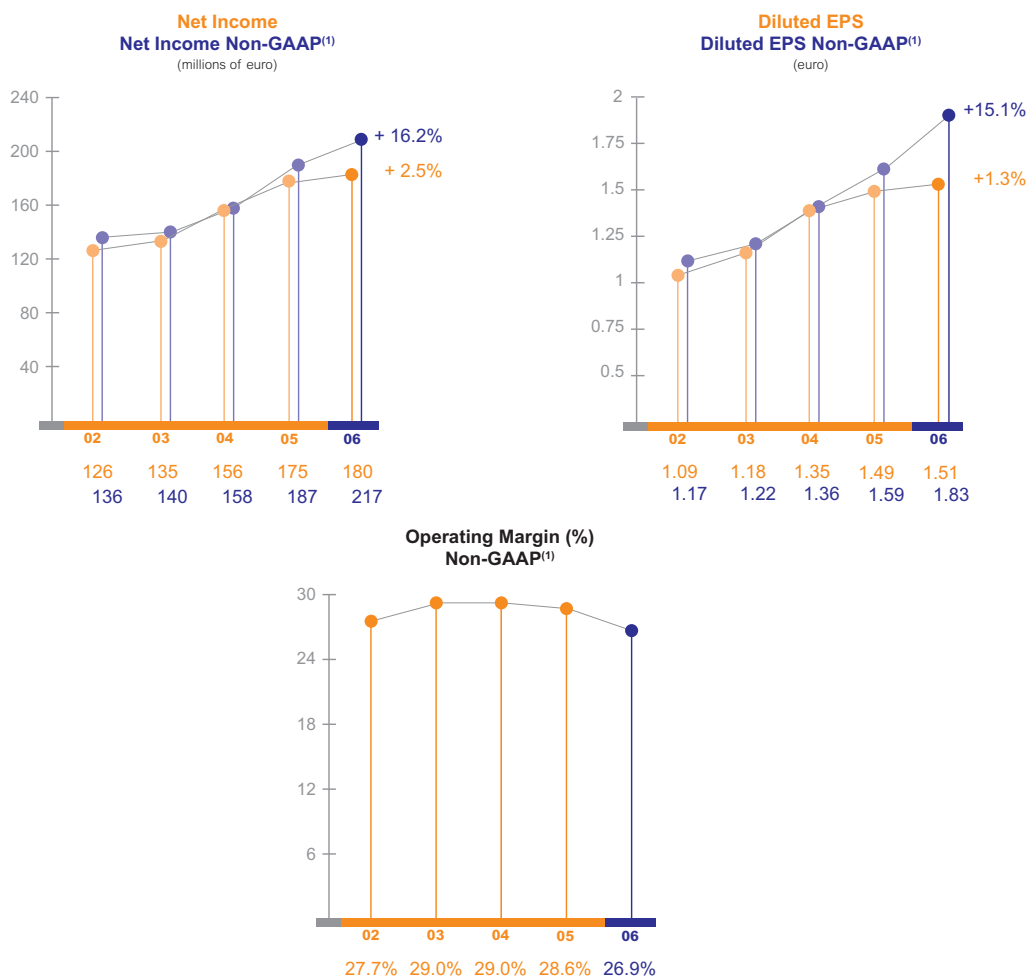 Net Income
Net Income Non-GAAP(1)
(millions of euro)
240
200
160
120
80
40
+ 16.2%
+ 2.5%
02 03 04 05 06
126 135 156 175 180
136 140 158 187 217
Diluted EPS
Diluted EPS Non-GAAP(1)
(euro)
2
1.75
1.5
1.25
1
0.75
0.5
+15.1%
+1.3%
02 03 04 05 06
1.09 1.18 1.35 1.49 1.51
1.17 1.22 1.36 1.59 1.83
Operating Margin (%)
Non-GAAP(1)
30
24
18
12
6
02 03 04 05 06
27.7% 29.0% 29.0% 28.6% 26.9%